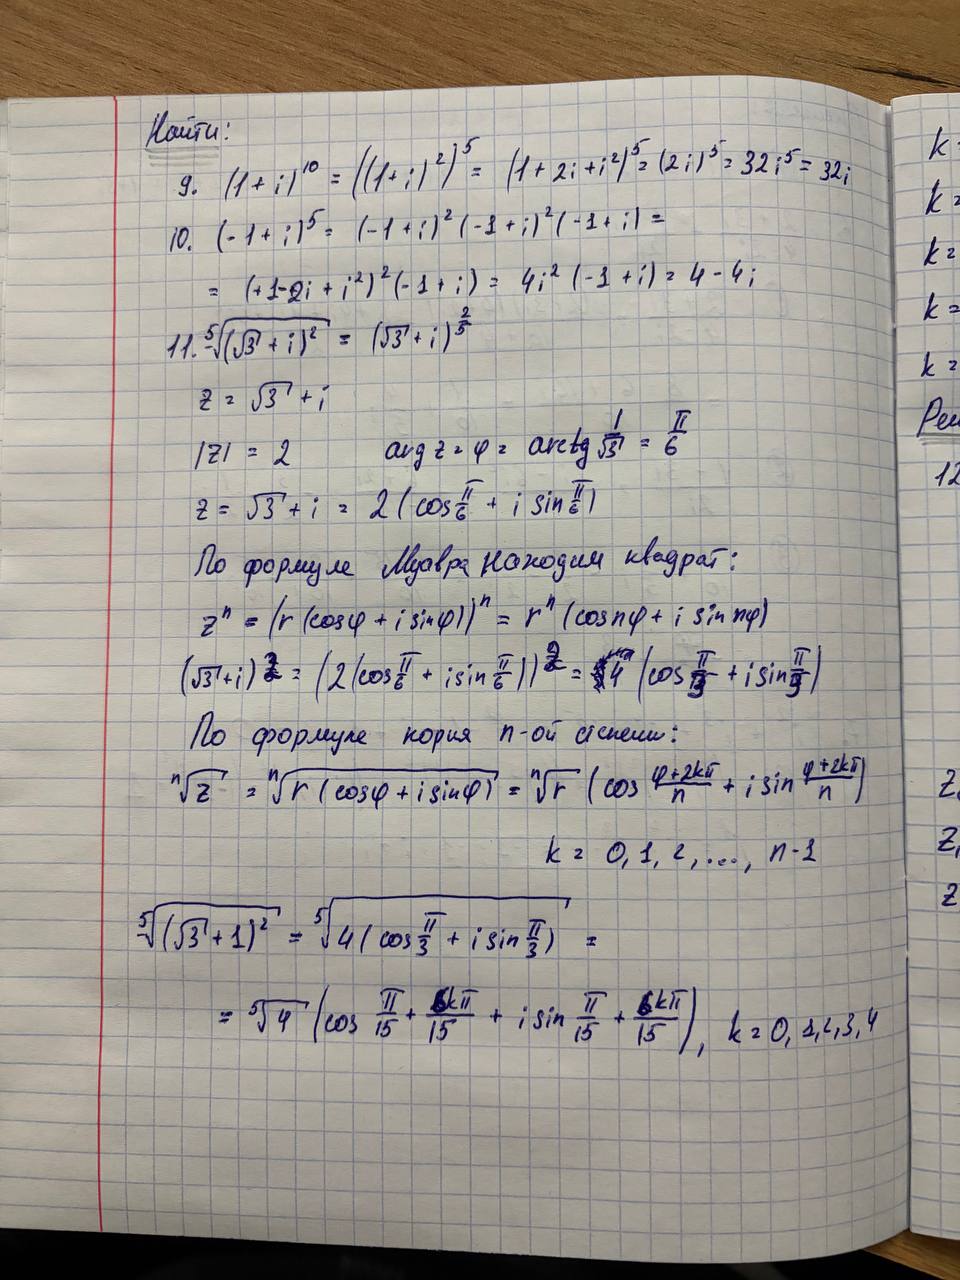 Найти:
9. (1 + i)^10 = ((1+i)^2)^5 = (1 + 2i + i^2)^5 = (2i)^5 = 32i^5 = 32i
10. (-1 + i)^5 = (-1 + i)^2 (-1 + i)^2 (-1 + i) =
= (+1-2i + i^2)^2 (-1 + i) = 4i^2 (-1 + i) = 4 - 4i
11. ⁵√((√3 + i)^2) = (√3 + i)^(2/5)
z = √3 + i
|z| = 2 arg z = φ = arctg 1/√3 = π/6
z = √3 + i = 2 (cos π/6 + i sin π/6)
По формуле Муавра находим квадрат:
z^n = (r (cosφ + i sinφ))^n = r^n (cos nφ + i sin nφ)
(√3 + i)^2 = (2 (cos π/6 + i sin π/6))^2 = 4 (cos π/3 + i sin π/3)
По формуле корня n-ой степени:
ⁿ√z = ⁿ√(r (cosφ + i sinφ)) = ⁿ√r (cos (φ+2kπ)/n + i sin (φ+2kπ)/n)
k = 0, 1, 2, ..., n-1
⁵√((√3 + 1)^2) = ⁵√(4 (cos π/3 + i sin π/3)) =
= ⁵√4 (cos π/15 + 6kπ/15 + i sin π/15 + 6kπ/15), k = 0, 1, 2, 3, 4
k=
k=
k=
k=
k=
Реш
12
z
z
z